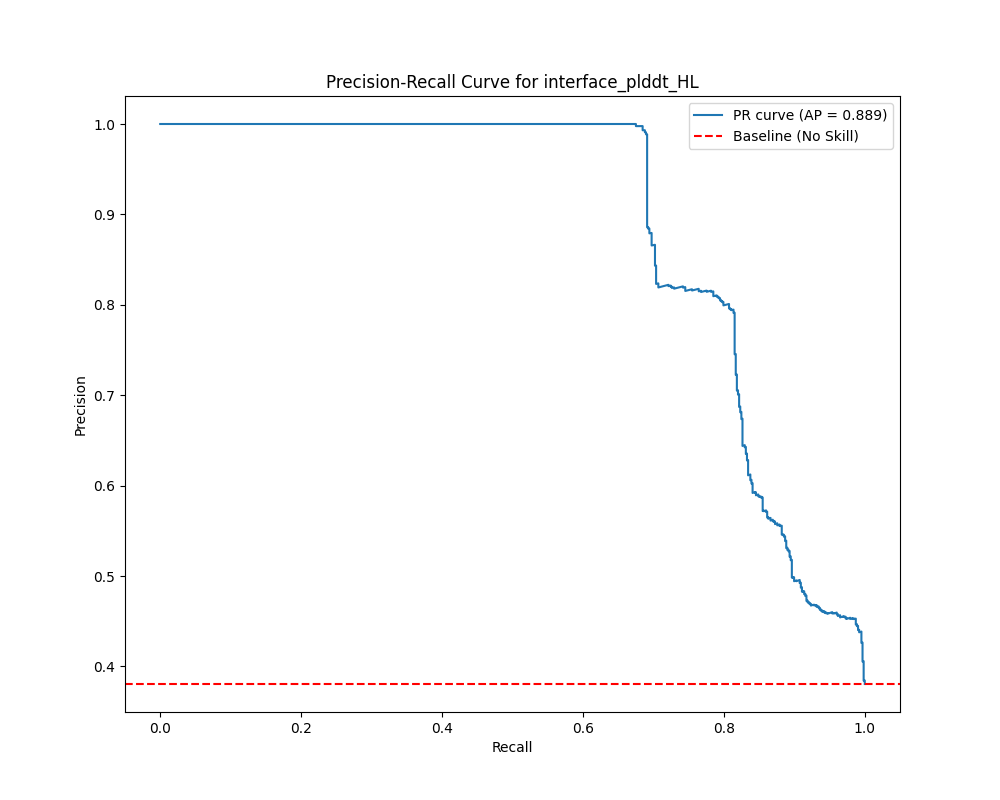 Precision-Recall Curve for interface_plddt_HL
PR curve (AP = 0.889)
Baseline (No Skill)
1.0
0.9
0.8
0.7
0.6
0.5
0.4
Precision
0.0 0.2 0.4 0.6 0.8 1.0
Recall